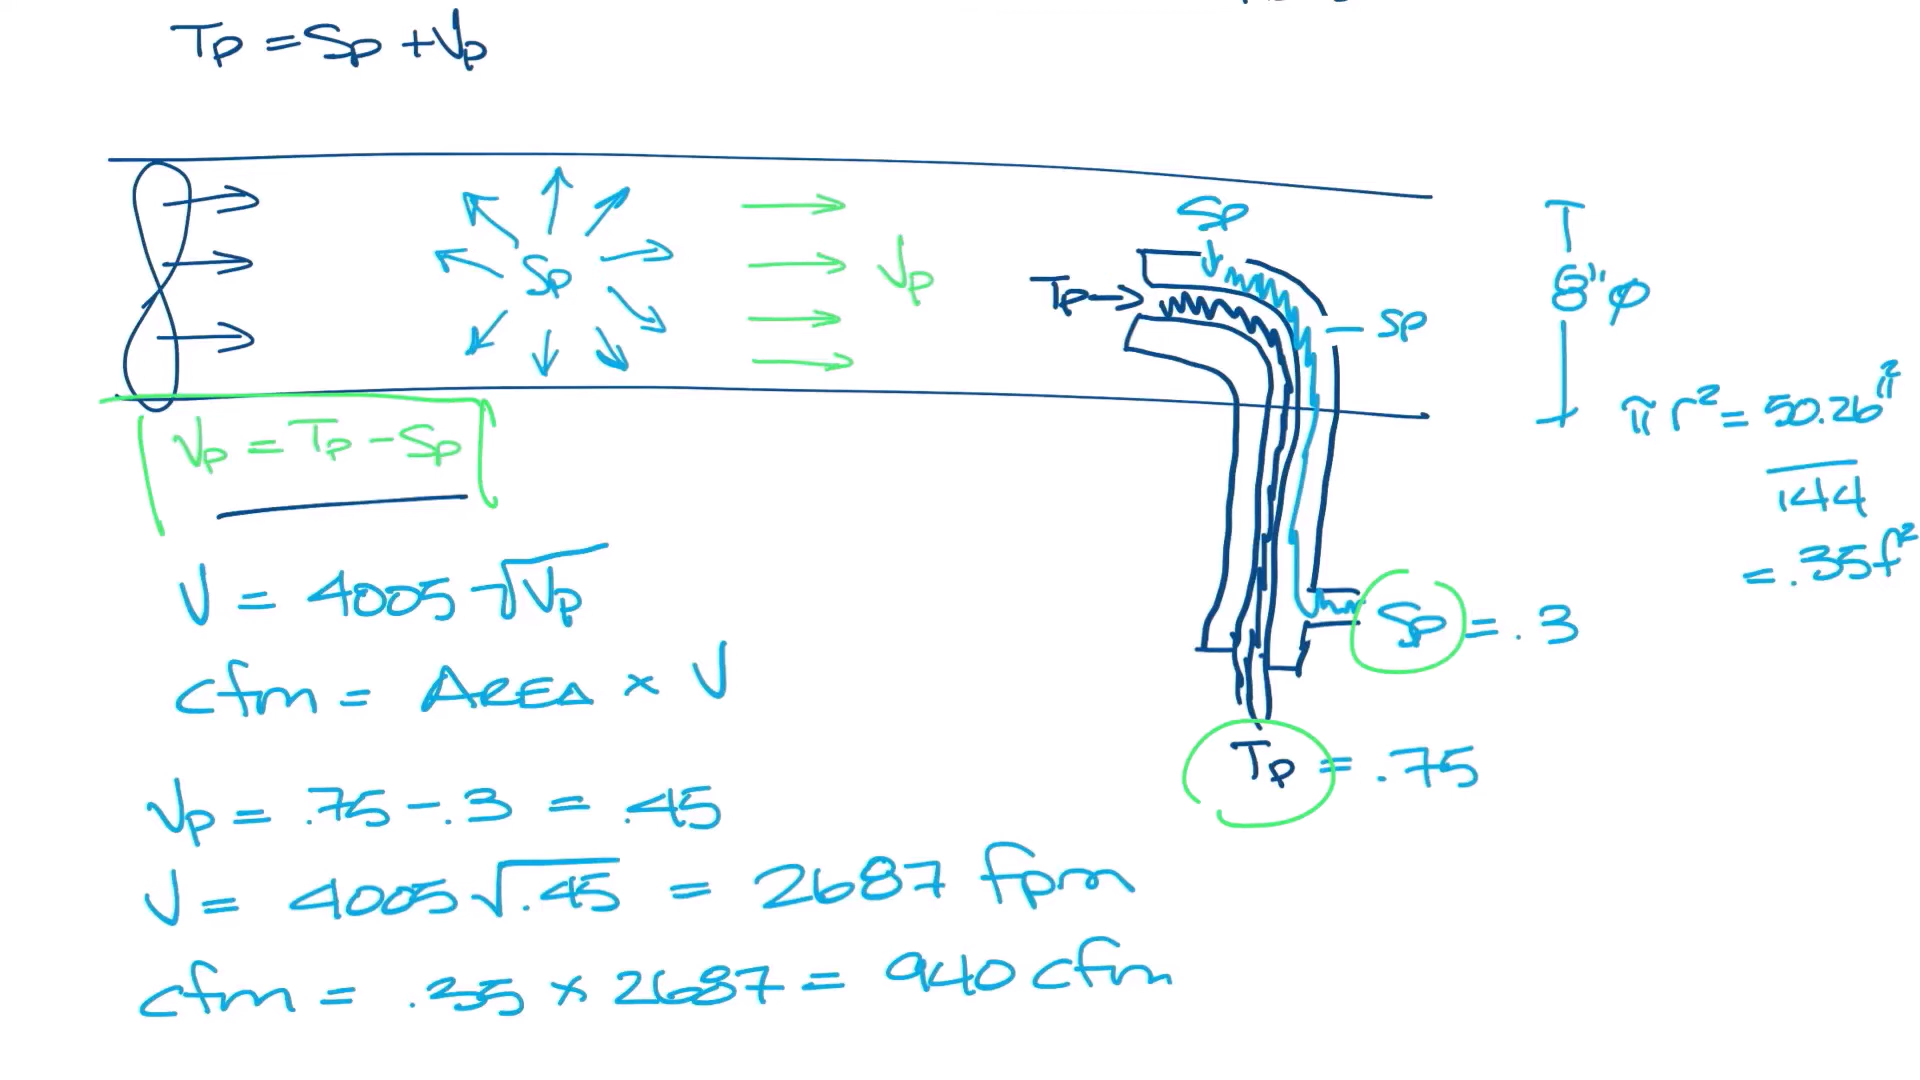 Tp = Sp + Vp
Sp
Vp
Sp
Tp
Sp
8" φ
πr² = 50.26"²
144
= .35f²
Vp = Tp - Sp
V = 4005 √Vp
cfm = AREA × V
Sp = .3
Tp = .75
Vp = .75 - .3 = .45
V = 4005 √.45 = 2687 fpm
cfm = .35 × 2687 = 940 cfm